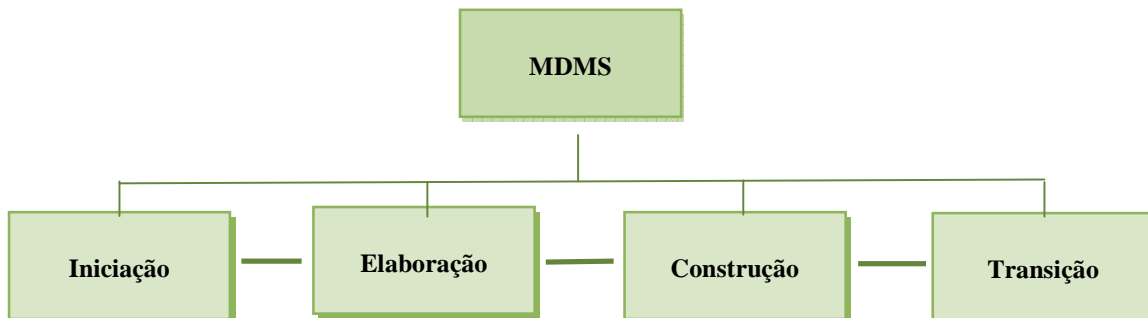 MDMS
Iniciação
Elaboração
Construção
Transição